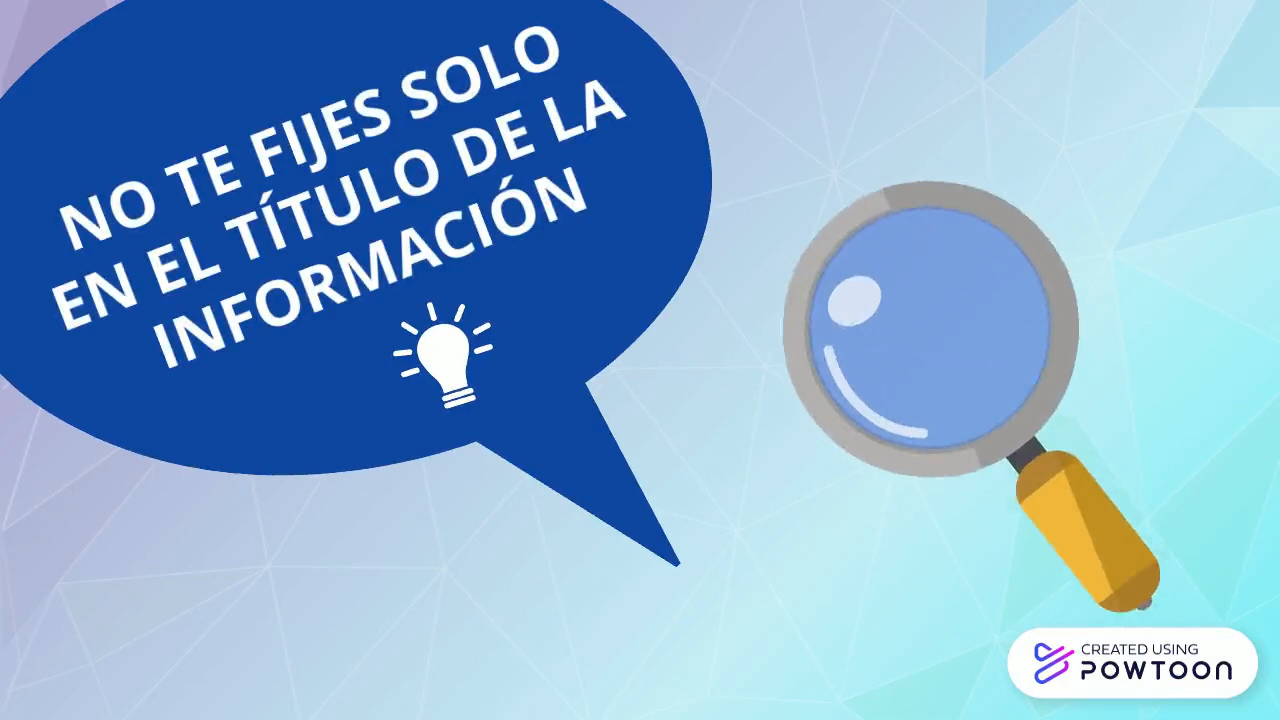 NO TE FIJES SOLO
EN EL TÍTULO DE LA
INFORMACIÓN
CREATED USING
POWTOON